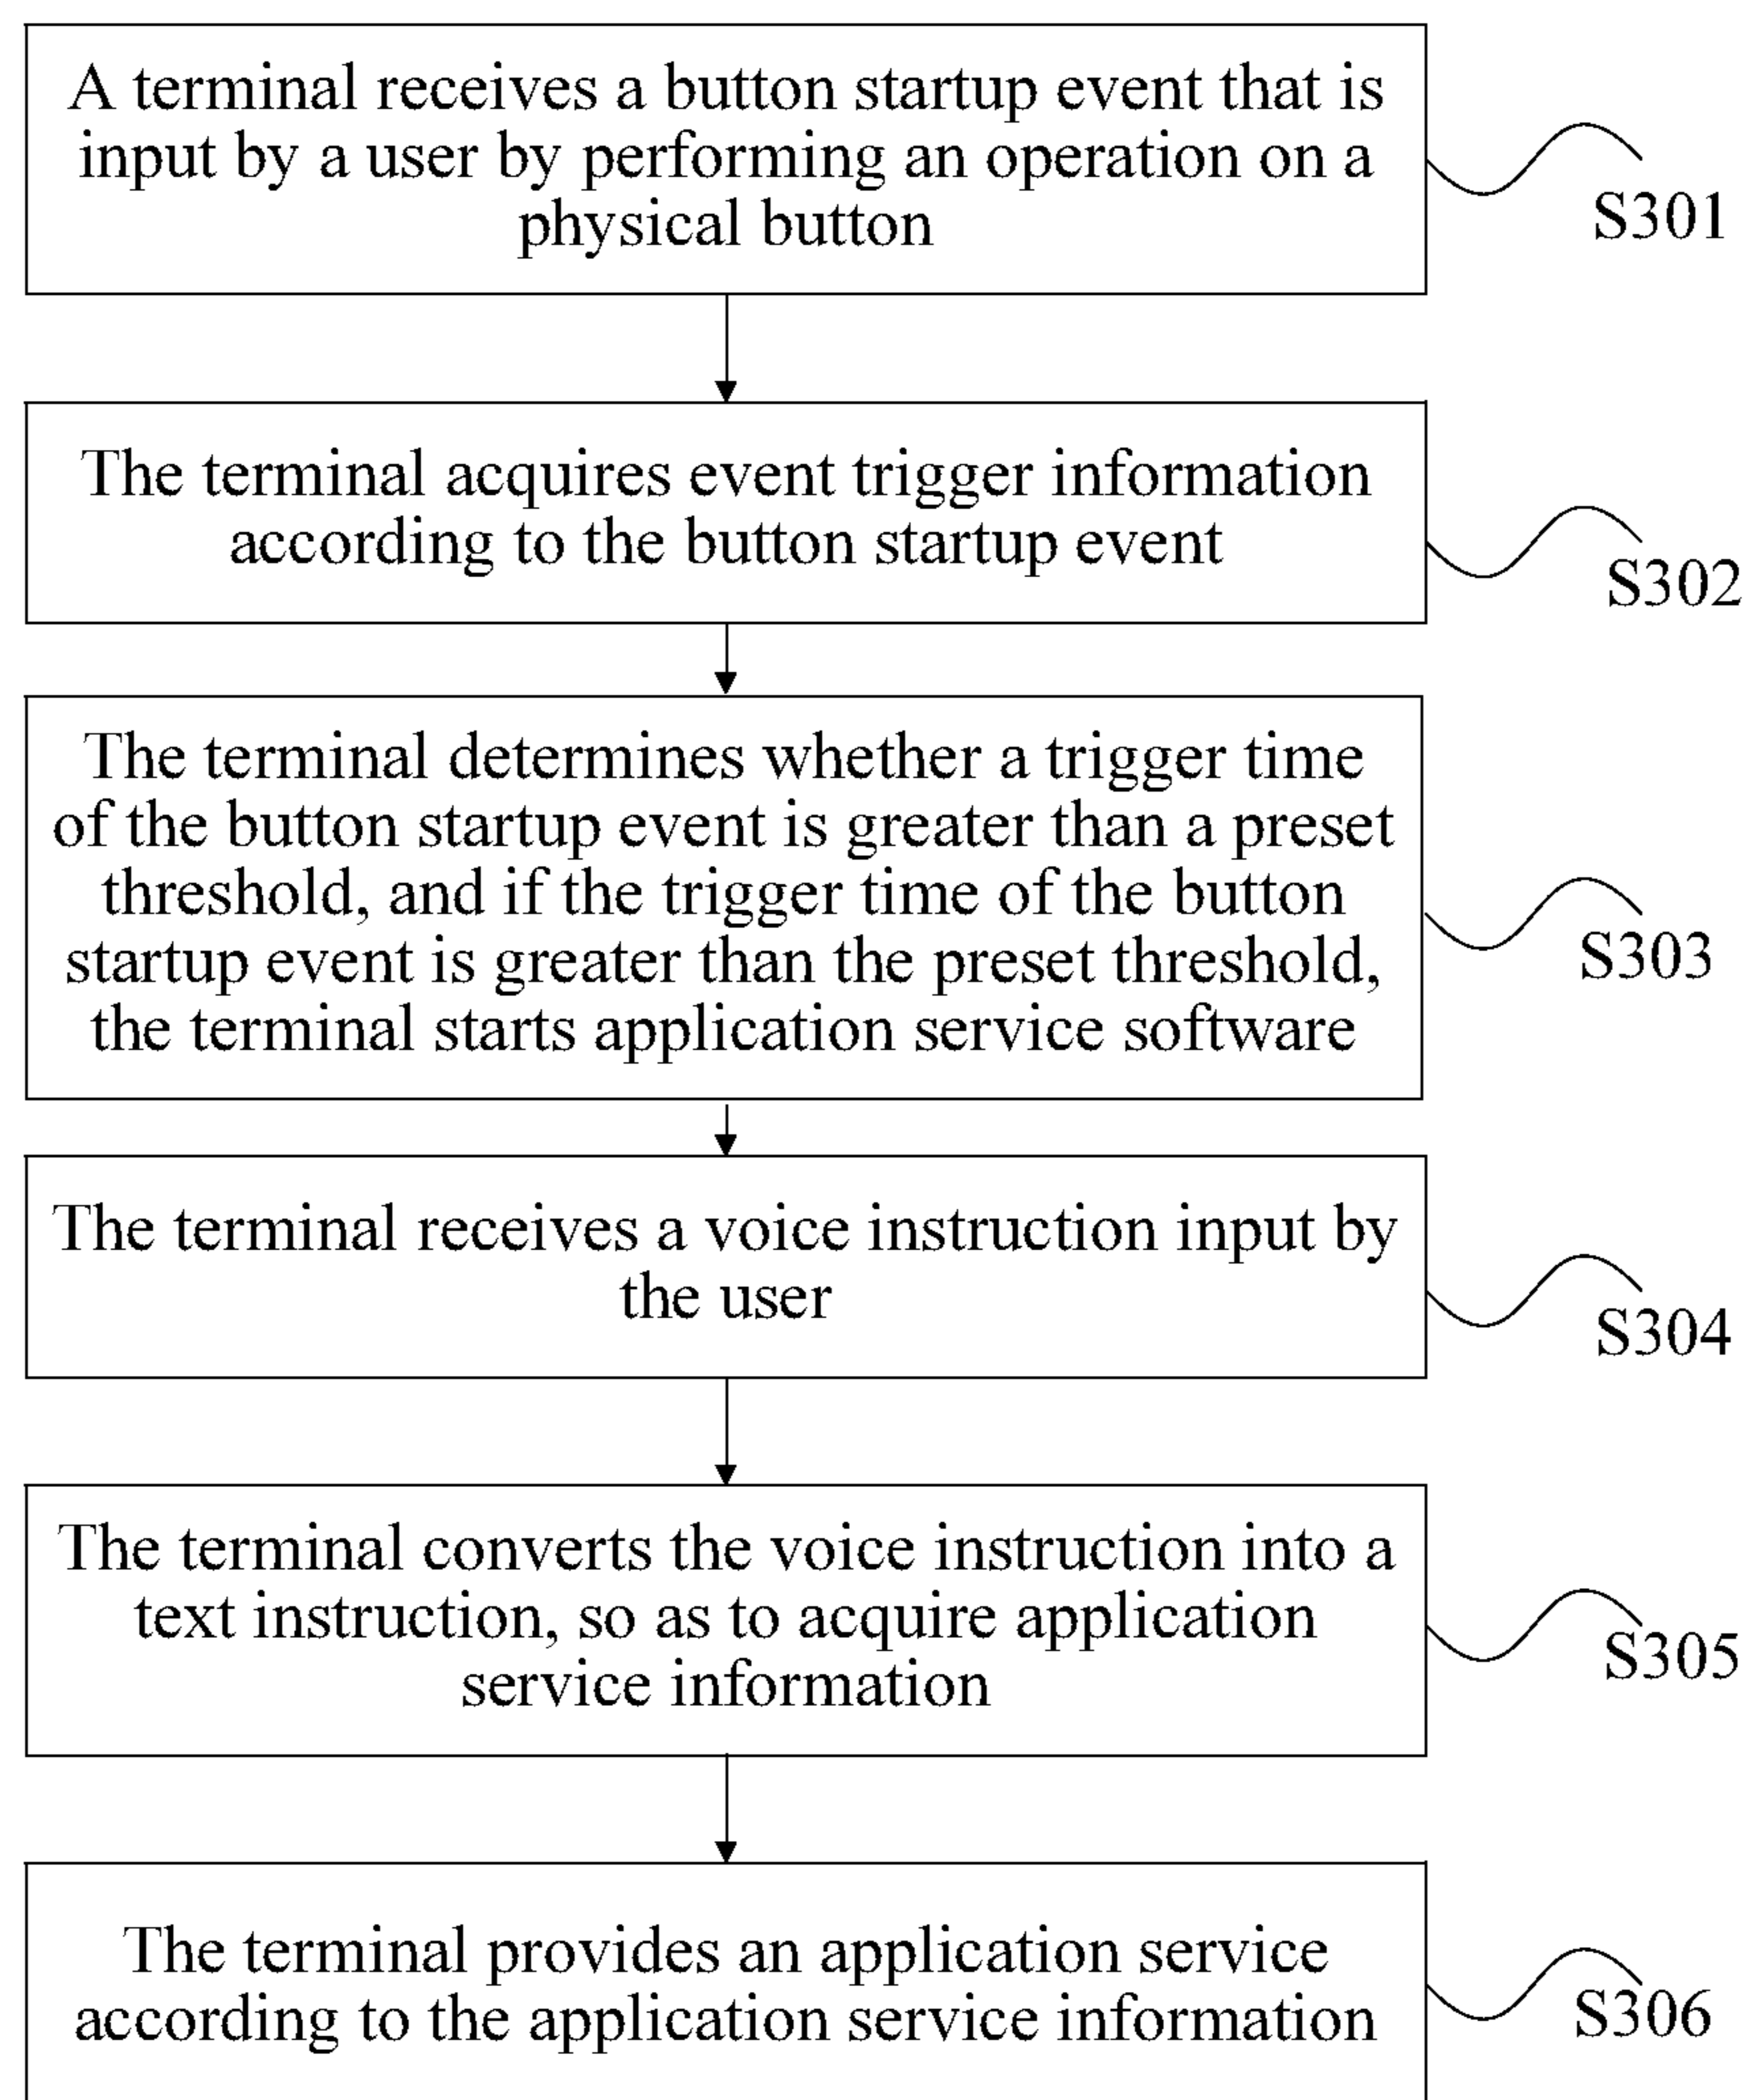 A terminal receives a button startup event that is
input by a user by performing an operation on a
physical button
S301
The terminal acquires event trigger information
according to the button startup event
S302
The terminal determines whether a trigger time
of the button startup event is greater than a preset
threshold, and if the trigger time of the button
startup event is greater than the preset threshold,
the terminal starts application service software
S303
The terminal receives a voice instruction input by
the user
S304
The terminal converts the voice instruction into a
text instruction, so as to acquire application
service information
S305
The terminal provides an application service
according to the application service information
S306